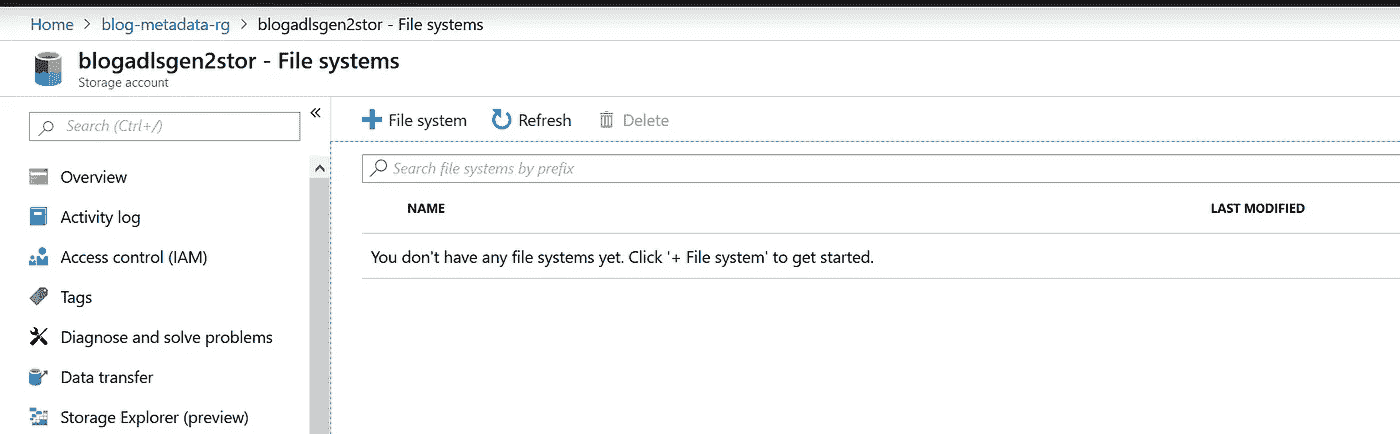 Home > blog-metadata-rg > blogadlsgen2stor - File systems
blogadlsgen2stor - File systems
Storage account
«
Search (Ctrl+/)
+ File system Refresh Delete
Search file systems by prefix
Overview
Activity log
Access control (IAM)
Tags
Diagnose and solve problems
Data transfer
Storage Explorer (preview)
NAME LAST MODIFIED
You don't have any file systems yet. Click '+ File system' to get started.